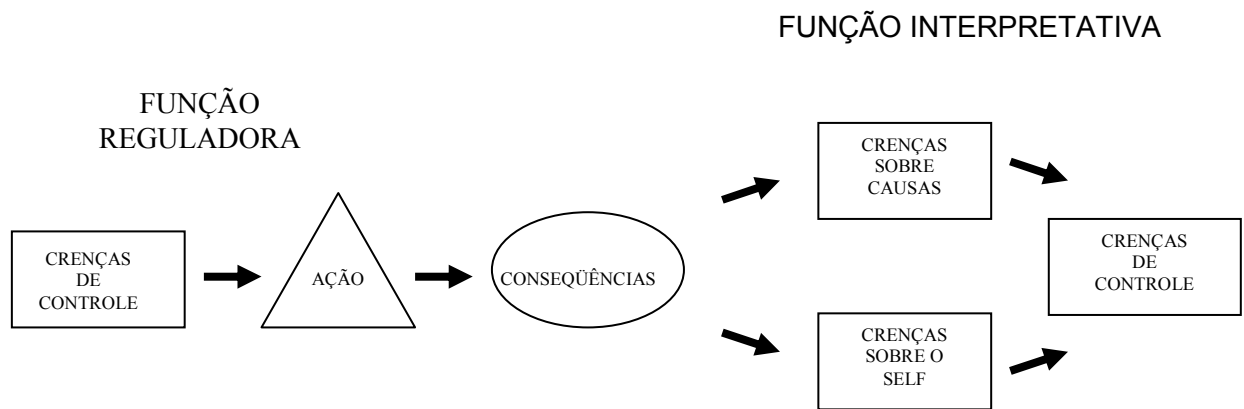 FUNÇÃO INTERPRETATIVA
FUNÇÃO
REGULADORA
CRENÇAS
DE
CONTROLE
AÇÃO
CONSEQÜÊNCIAS
CRENÇAS
SOBRE
CAUSAS
CRENÇAS
SOBRE O
SELF
CRENÇAS
DE
CONTROLE